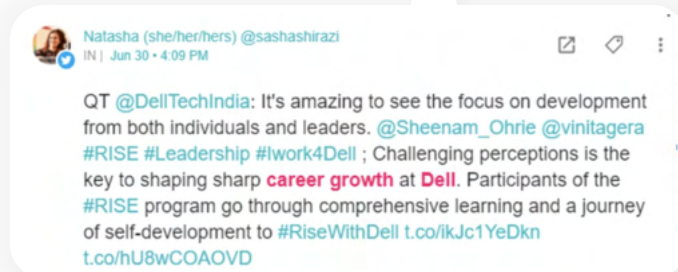 Natasha (she/her/hers) @sashashirazi
IN | Jun 30 • 4:09 PM
QT @DellTechIndia: It's amazing to see the focus on development
from both individuals and leaders. @Sheenam_Ohrie @vinitagera
#RISE #Leadership #Iwork4Dell ; Challenging perceptions is the
key to shaping sharp career growth at Dell. Participants of the
#RISE program go through comprehensive learning and a journey
of self-development to #RiseWithDell t.co/ikJc1YeDkn
t.co/hU8wCOAOVD